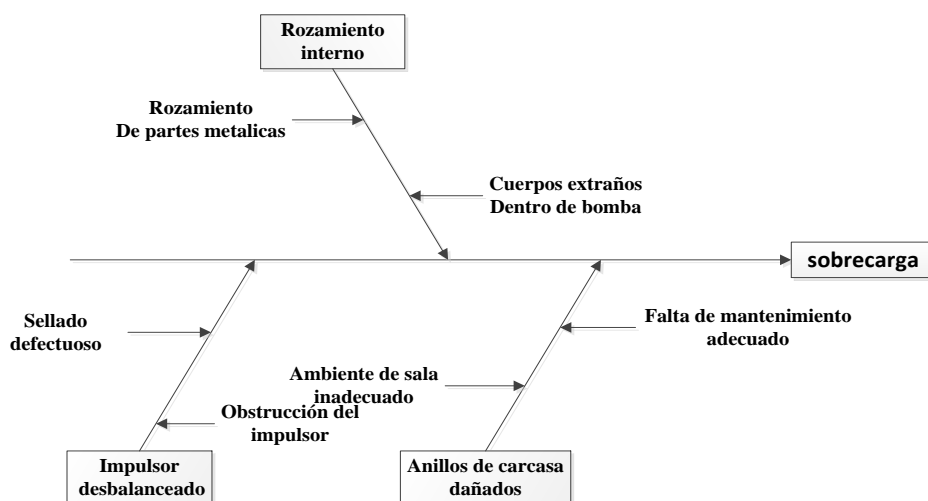 Rozamiento
interno
Rozamiento
De partes metalicas
Cuerpos extraños
Dentro de bomba
sobrecarga
Sellado
defectuoso
Falta de mantenimiento
adecuado
Ambiente de sala
inadecuado
Obstrucción del
impulsor
Impulsor
desbalanceado
Anillos de carcasa
dañados